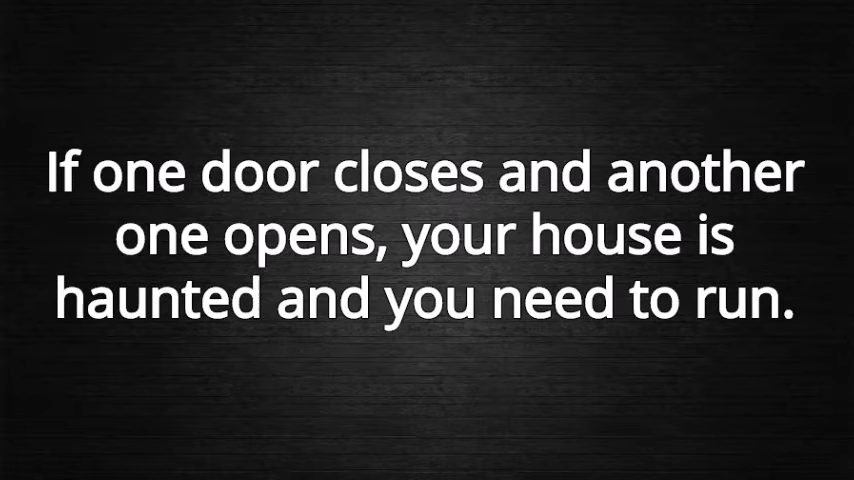 If one door closes and another
one opens, your house is
haunted and you need to run.